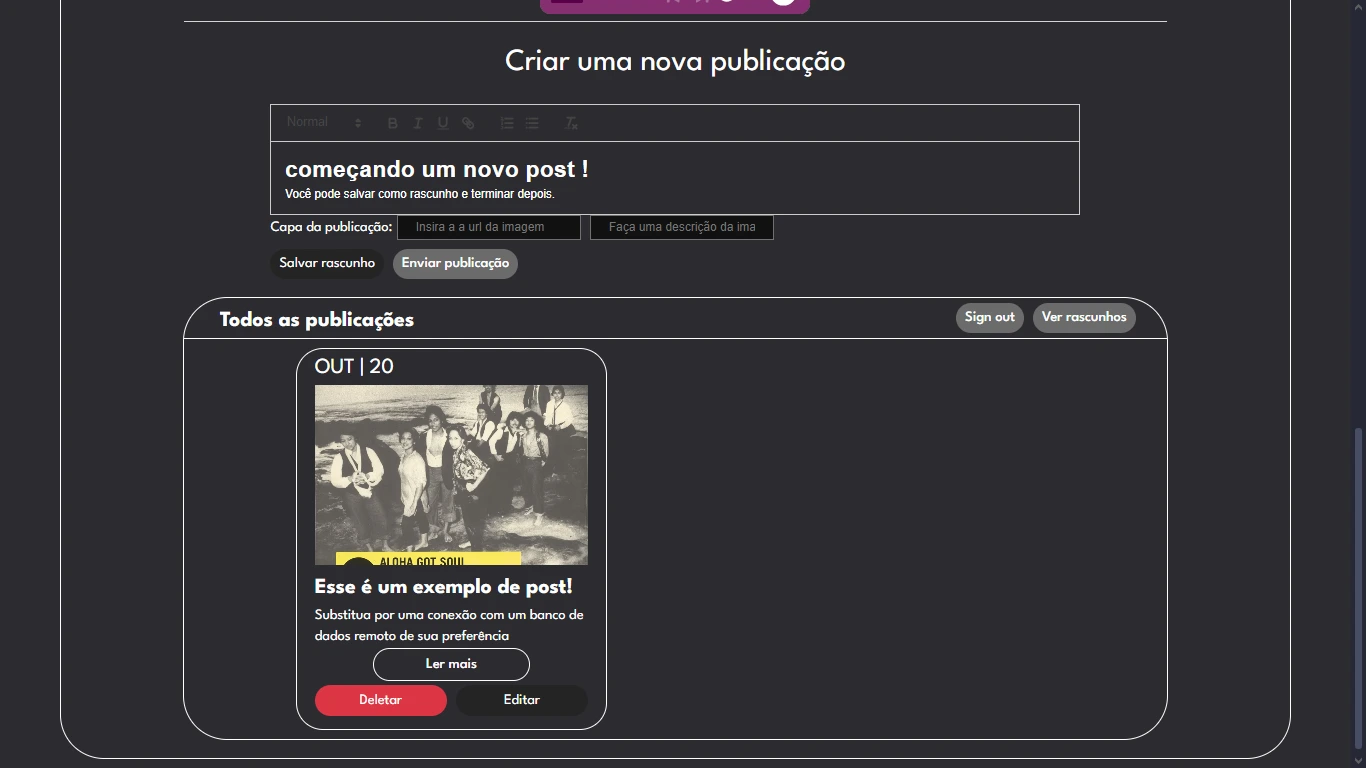 Criar uma nova publicação
Normal
começando um novo post !
Você pode salvar como rascunho e terminar depois.
Capa da publicação: Insira a a url da imagem Faça uma descrição da ima
Salvar rascunho Enviar publicação
Todos as publicações Sign out Ver rascunhos
OUT | 20
ALOHA GOT SOUL
Esse é um exemplo de post!
Substitua por uma conexão com um banco de
dados remoto de sua preferência
Ler mais
Deletar Editar